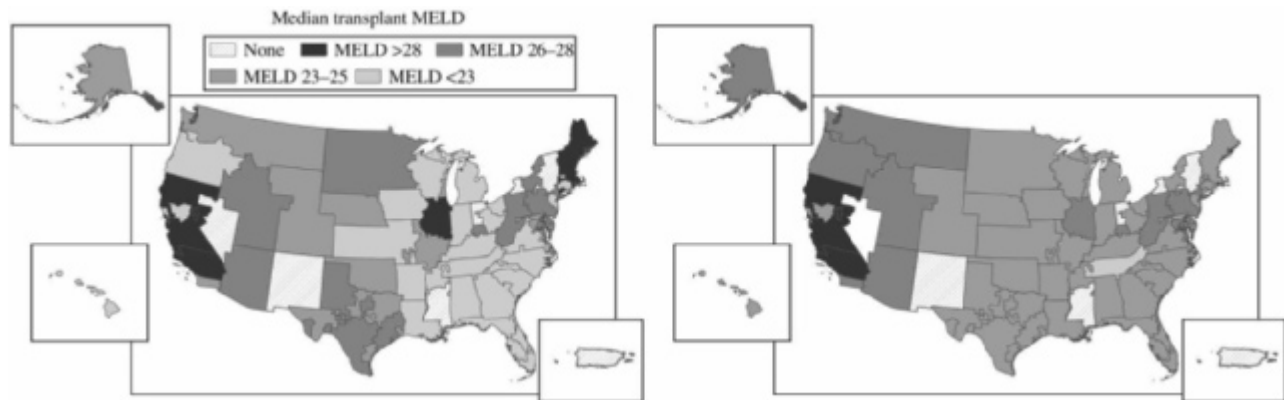 Median transplant MELD
None MELD >28 MELD 26–28
MELD 23–25 MELD <23